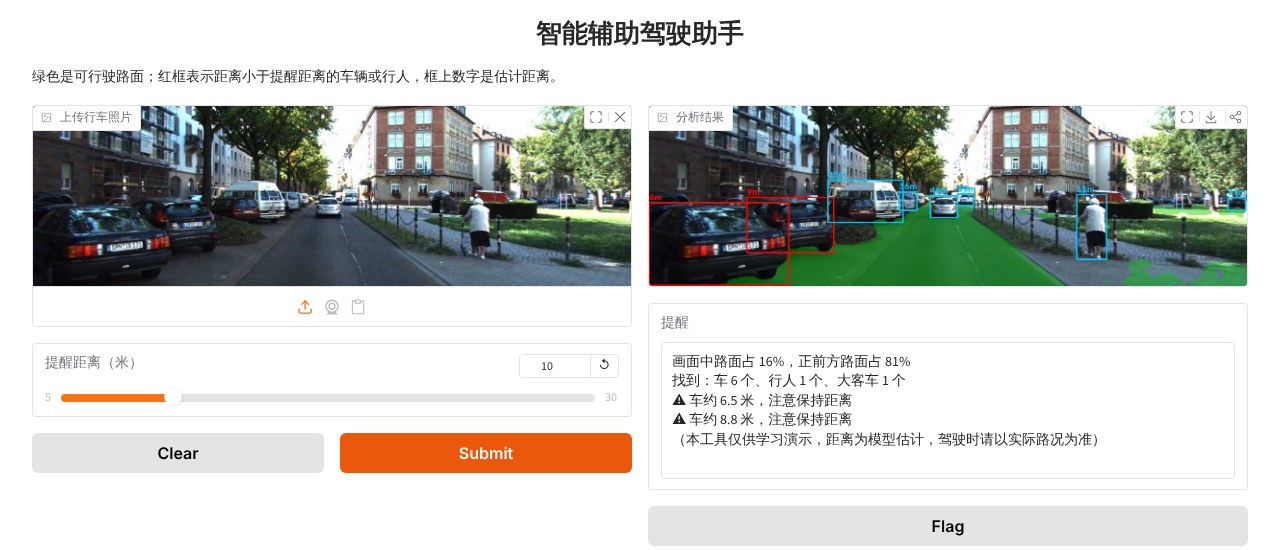 智能辅助驾驶助手
绿色是可行驶路面；红框表示距离小于提醒距离的车辆或行人，框上数字是估计距离。
上传行车照片
分析结果
6m
9m
11m
提醒距离（米）
10
5
30
Clear
Submit
提醒
画面中路面占 16%，正前方路面占 81%
找到：车 6 个、行人 1 个、大客车 1 个
⚠ 车约 6.5 米，注意保持距离
⚠ 车约 8.8 米，注意保持距离
（本工具仅供学习演示，距离为模型估计，驾驶时请以实际路况为准）
Flag